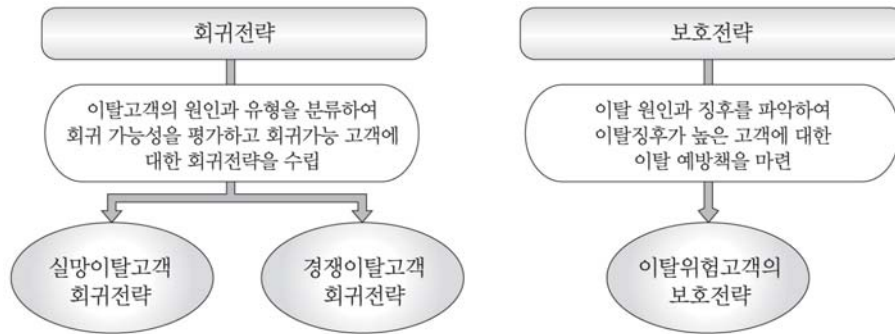 회귀전략
이탈고객의 원인과 유형을 분류하여
회귀 가능성을 평가하고 회귀가능 고객에
대한 회귀전략을 수립
실망이탈고객
회귀전략
경쟁이탈고객
회귀전략
보호전략
이탈 원인과 징후를 파악하여
이탈징후가 높은 고객에 대한
이탈 예방책을 마련
이탈위험고객의
보호전략